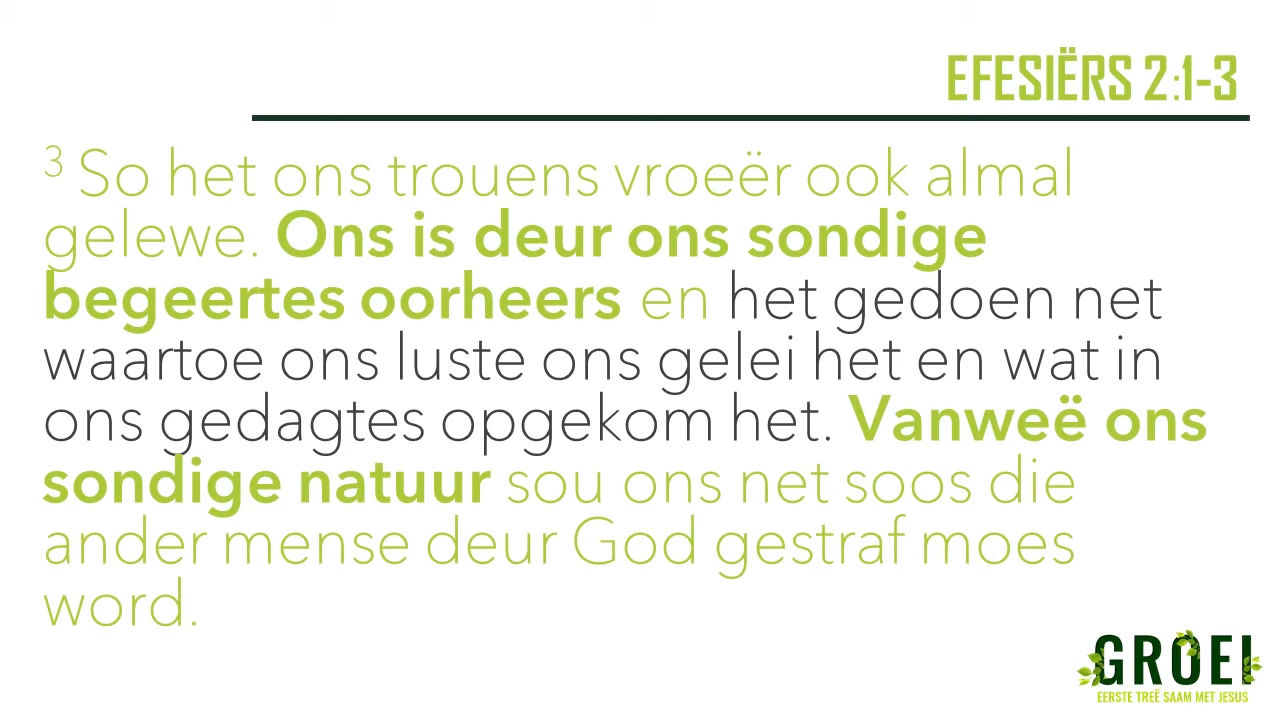 EFESIËRS 2:1-3
3 So het ons trouens vroeër ook almal
gelewe. Ons is deur ons sondige
begeertes oorheers en het gedoen net
waartoe ons luste ons gelei het en wat in
ons gedagtes opgekom het. Vanweë ons
sondige natuur sou ons net soos die
ander mense deur God gestraf moes
word.
GROEI
EERSTE TREË SAAM MET JESUS